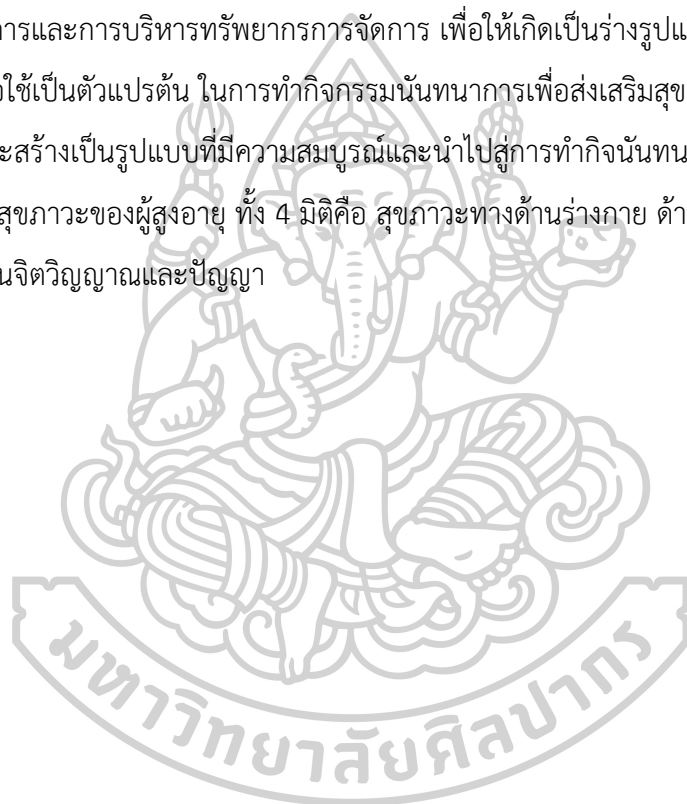 การและการบริหารทรัพยากรการจัดการ เพื่อให้เกิดเป็นร่างรูปแ
ใช้เป็นตัวแปรต้น ในการทำกิจกรรมนันทนาการเพื่อส่งเสริมสุข
ะสร้างเป็นรูปแบบที่มีความสมบูรณ์และนำไปสู่การทำกิจนันทน
สุขภาวะของผู้สูงอายุ ทั้ง 4 มิติคือ สุขภาวะทางด้านร่างกาย ด้า
นจิตวิญญาณและปัญญา
มหาวิทยาลัยศิลปากร